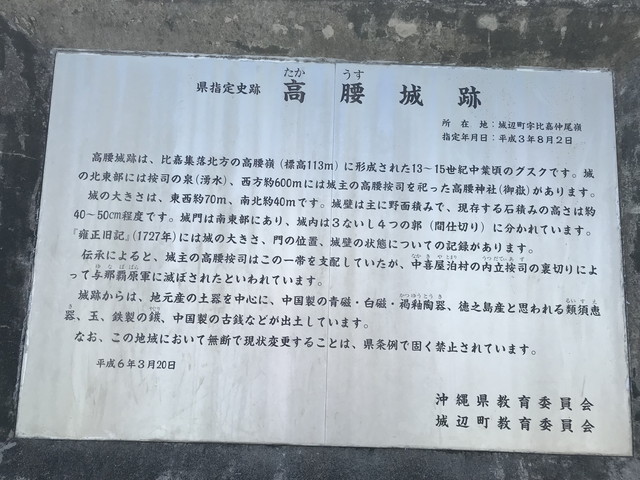 県指定史跡 高腰城跡
たか うす
所在地：城辺町字比嘉仲尾嶺
指定年月日：平成3年8月2日
高腰城跡は、比嘉集落北方の高腰嶺（標高113m）に形成された13～15世紀中葉頃のグスクです。城
の北東部には按司の泉（湧水）、西方約600mには城主の高腰按司を祀った高腰神社（御嶽）があります。
城の大きさは、東西約70m、南北約40mです。城壁は主に野面積みで、現存する石積みの高さは約
40～50㎝程度です。城門は南東部にあり、城内は3ないし4つの郭（間仕切り）に分かれています。
『雍正旧記』（1727年）には城の大きさ、門の位置、城壁の状態についての記録があります。
伝承によると、城主の高腰按司はこの一帯を支配していたが、中喜屋泊村の内立按司の裏切りによ
って与那覇原軍に滅ぼされたといわれています。
城跡からは、地元産の土器を中心に、中国製の青磁・白磁・褐釉陶器、徳之島産と思われる類須恵
器、玉、鉄製の鏃、中国製の古銭などが出土しています。
なお、この地域において無断で現状変更することは、県条例で固く禁止されています。
平成6年3月20日
沖縄県教育委員会
城辺町教育委員会